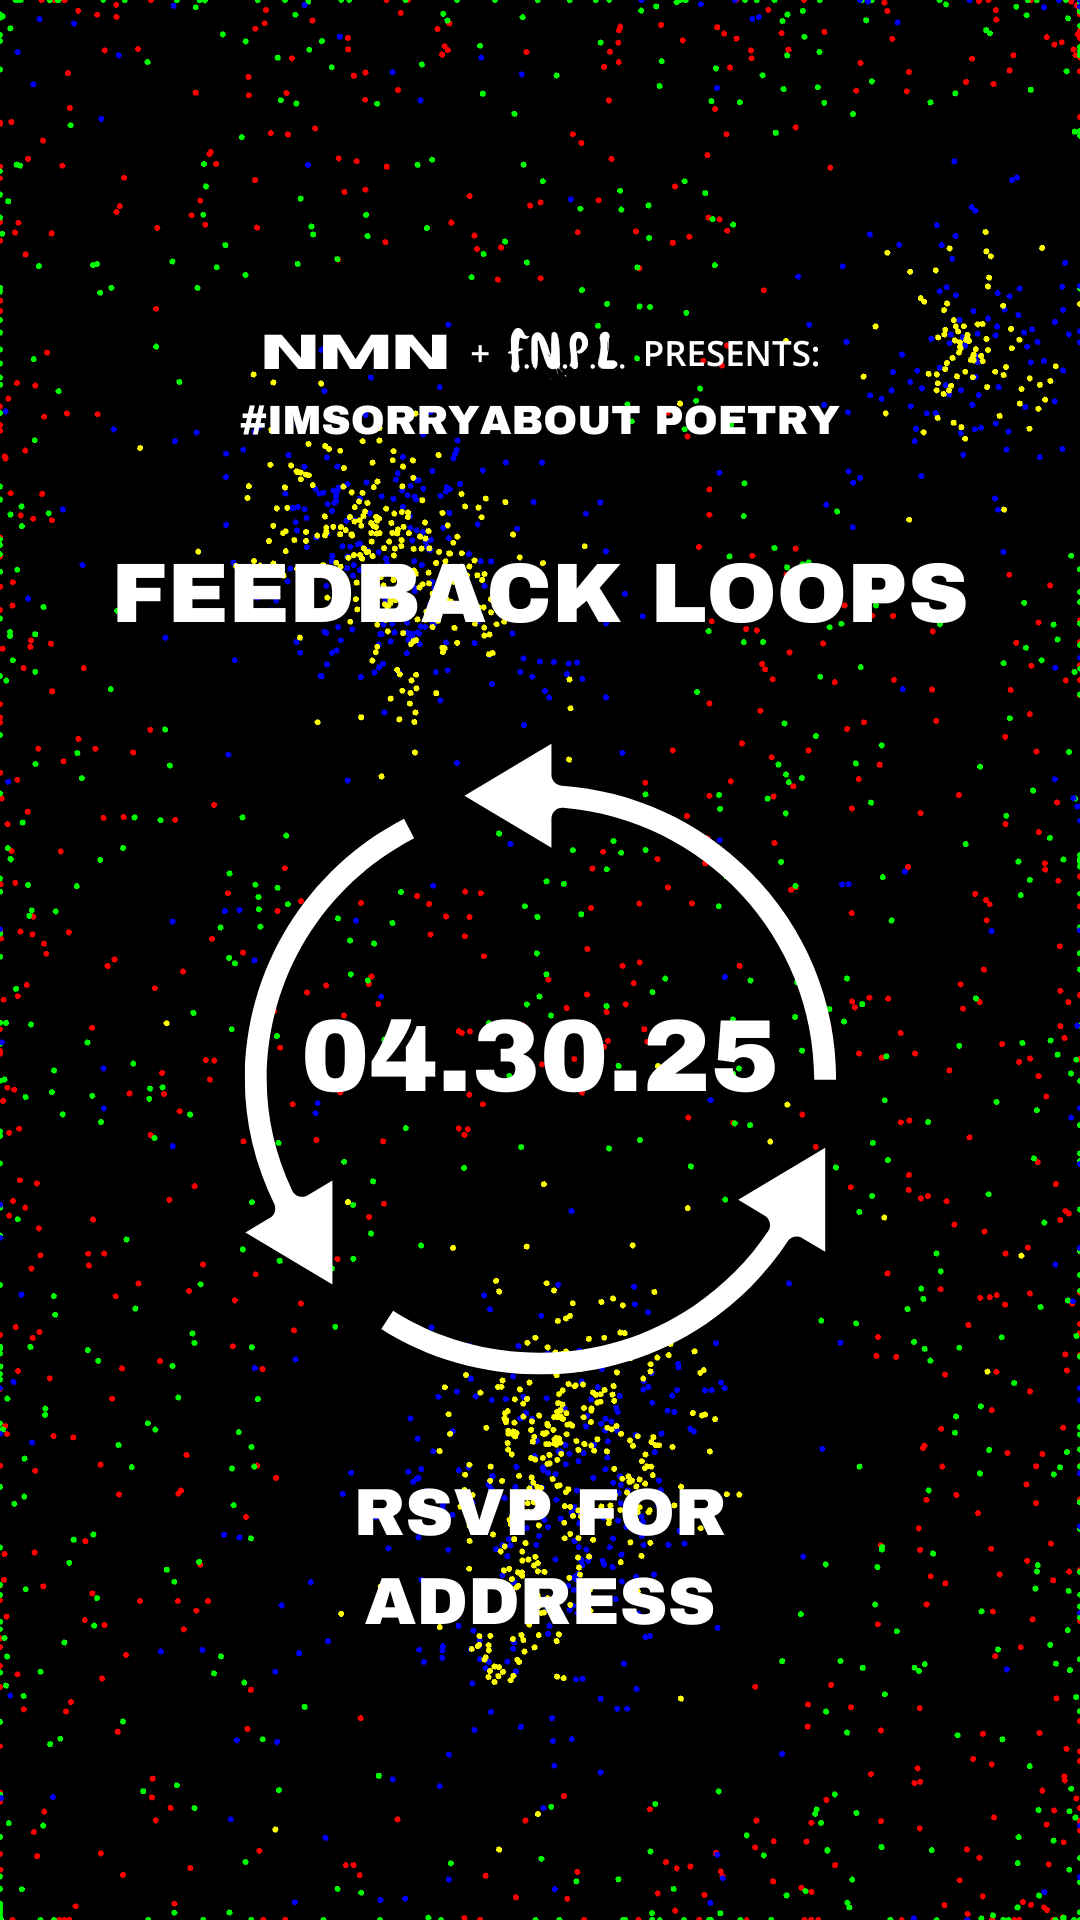 NMN + F.N.P.L. PRESENTS:
#IMSORRYABOUT POETRY
FEEDBACK LOOPS
04.30.25
RSVP FOR
ADDRESS